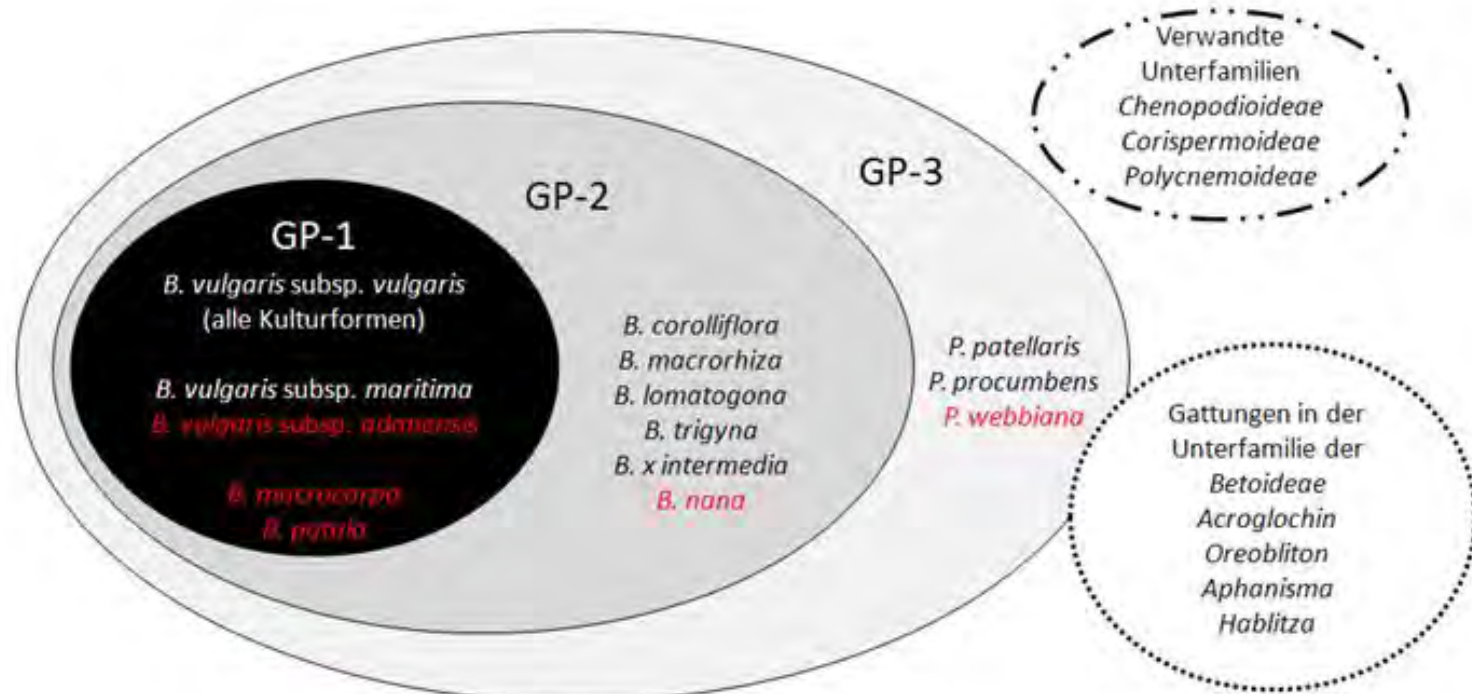 GP-1
B. vulgaris subsp. vulgaris
(alle Kulturformen)
B. vulgaris subsp. maritima
B. vulgaris subsp. adanensis
B. macrocarpa
B. patula
GP-2
B. corolliflora
B. macrorhiza
B. lomatogona
B. trigyna
B. x intermedia
B. nana
GP-3
P. patellaris
P. procumbens
P. webbiana
Verwandte
Unterfamilien
Chenopodioideae
Corispermoideae
Polycnemoideae
Gattungen in der
Unterfamilie der
Betoideae
Acroglochin
Oreobliton
Aphanisma
Hablitza